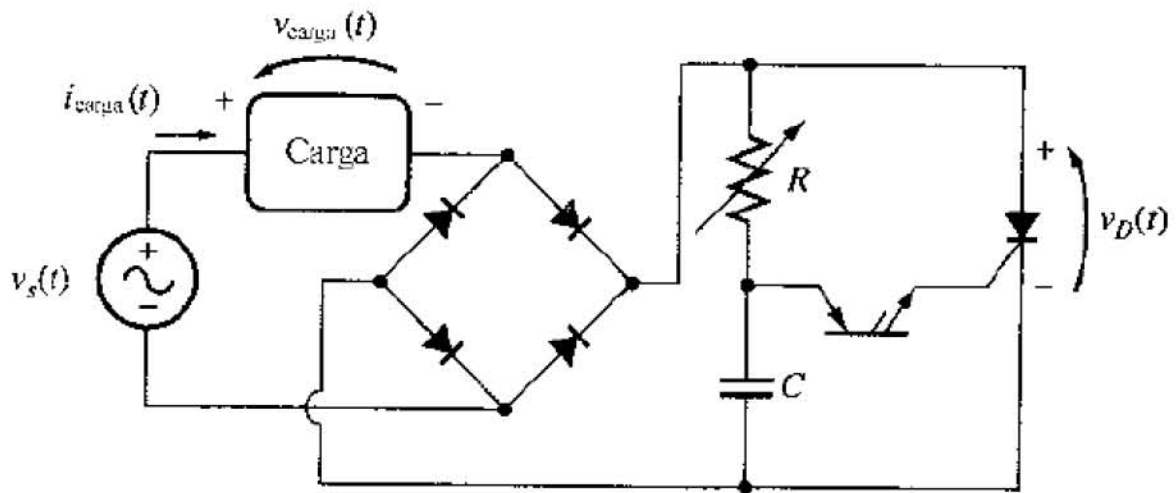 v_carga (t)
i_carga (t)
+
−
Carga
v_s(t)
+
−
R
C
+
v_D(t)
−